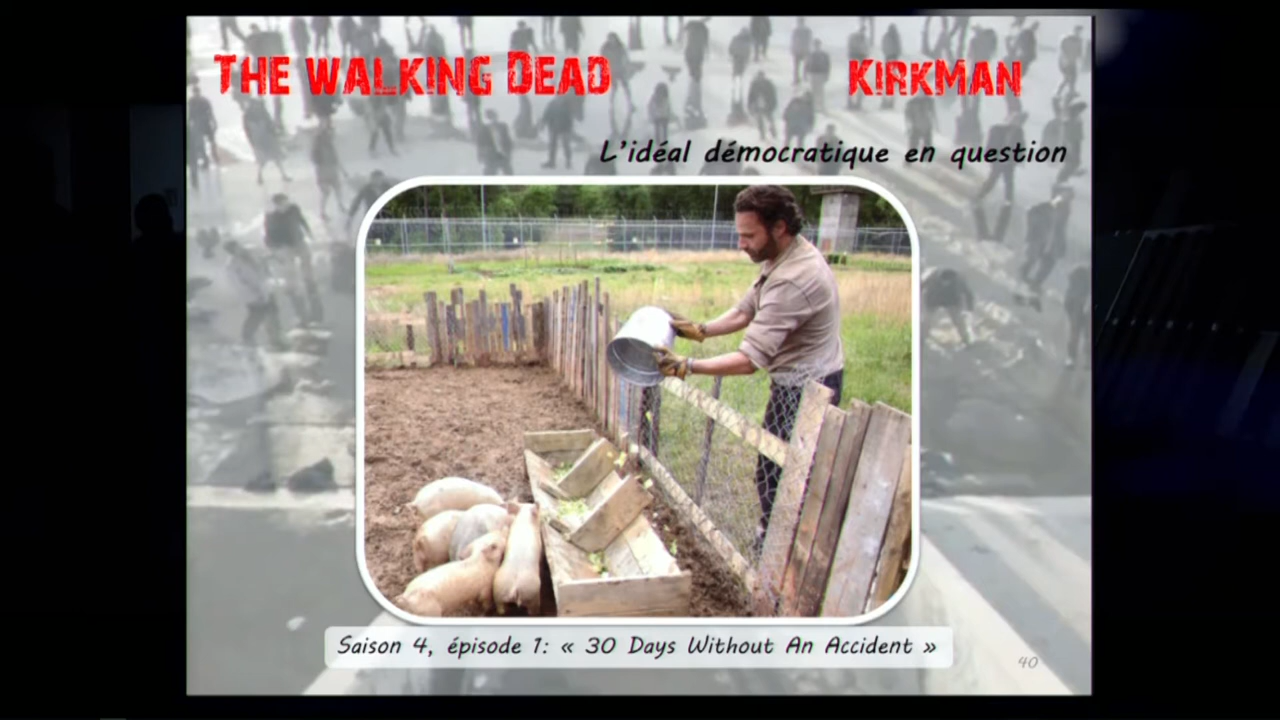 THE WALKING DEAD
KIRKMAN
L'idéal démocratique en question
Saison 4, épisode 1: « 30 Days Without An Accident »
40